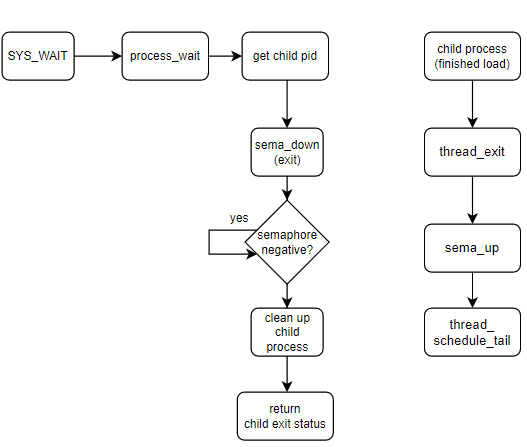 SYS_WAIT
process_wait
get child pid
sema_down
(exit)
yes
semaphore
negative?
clean up
child
process
return
child exit status
child process
(finished load)
thread_exit
sema_up
thread_
schedule_tail